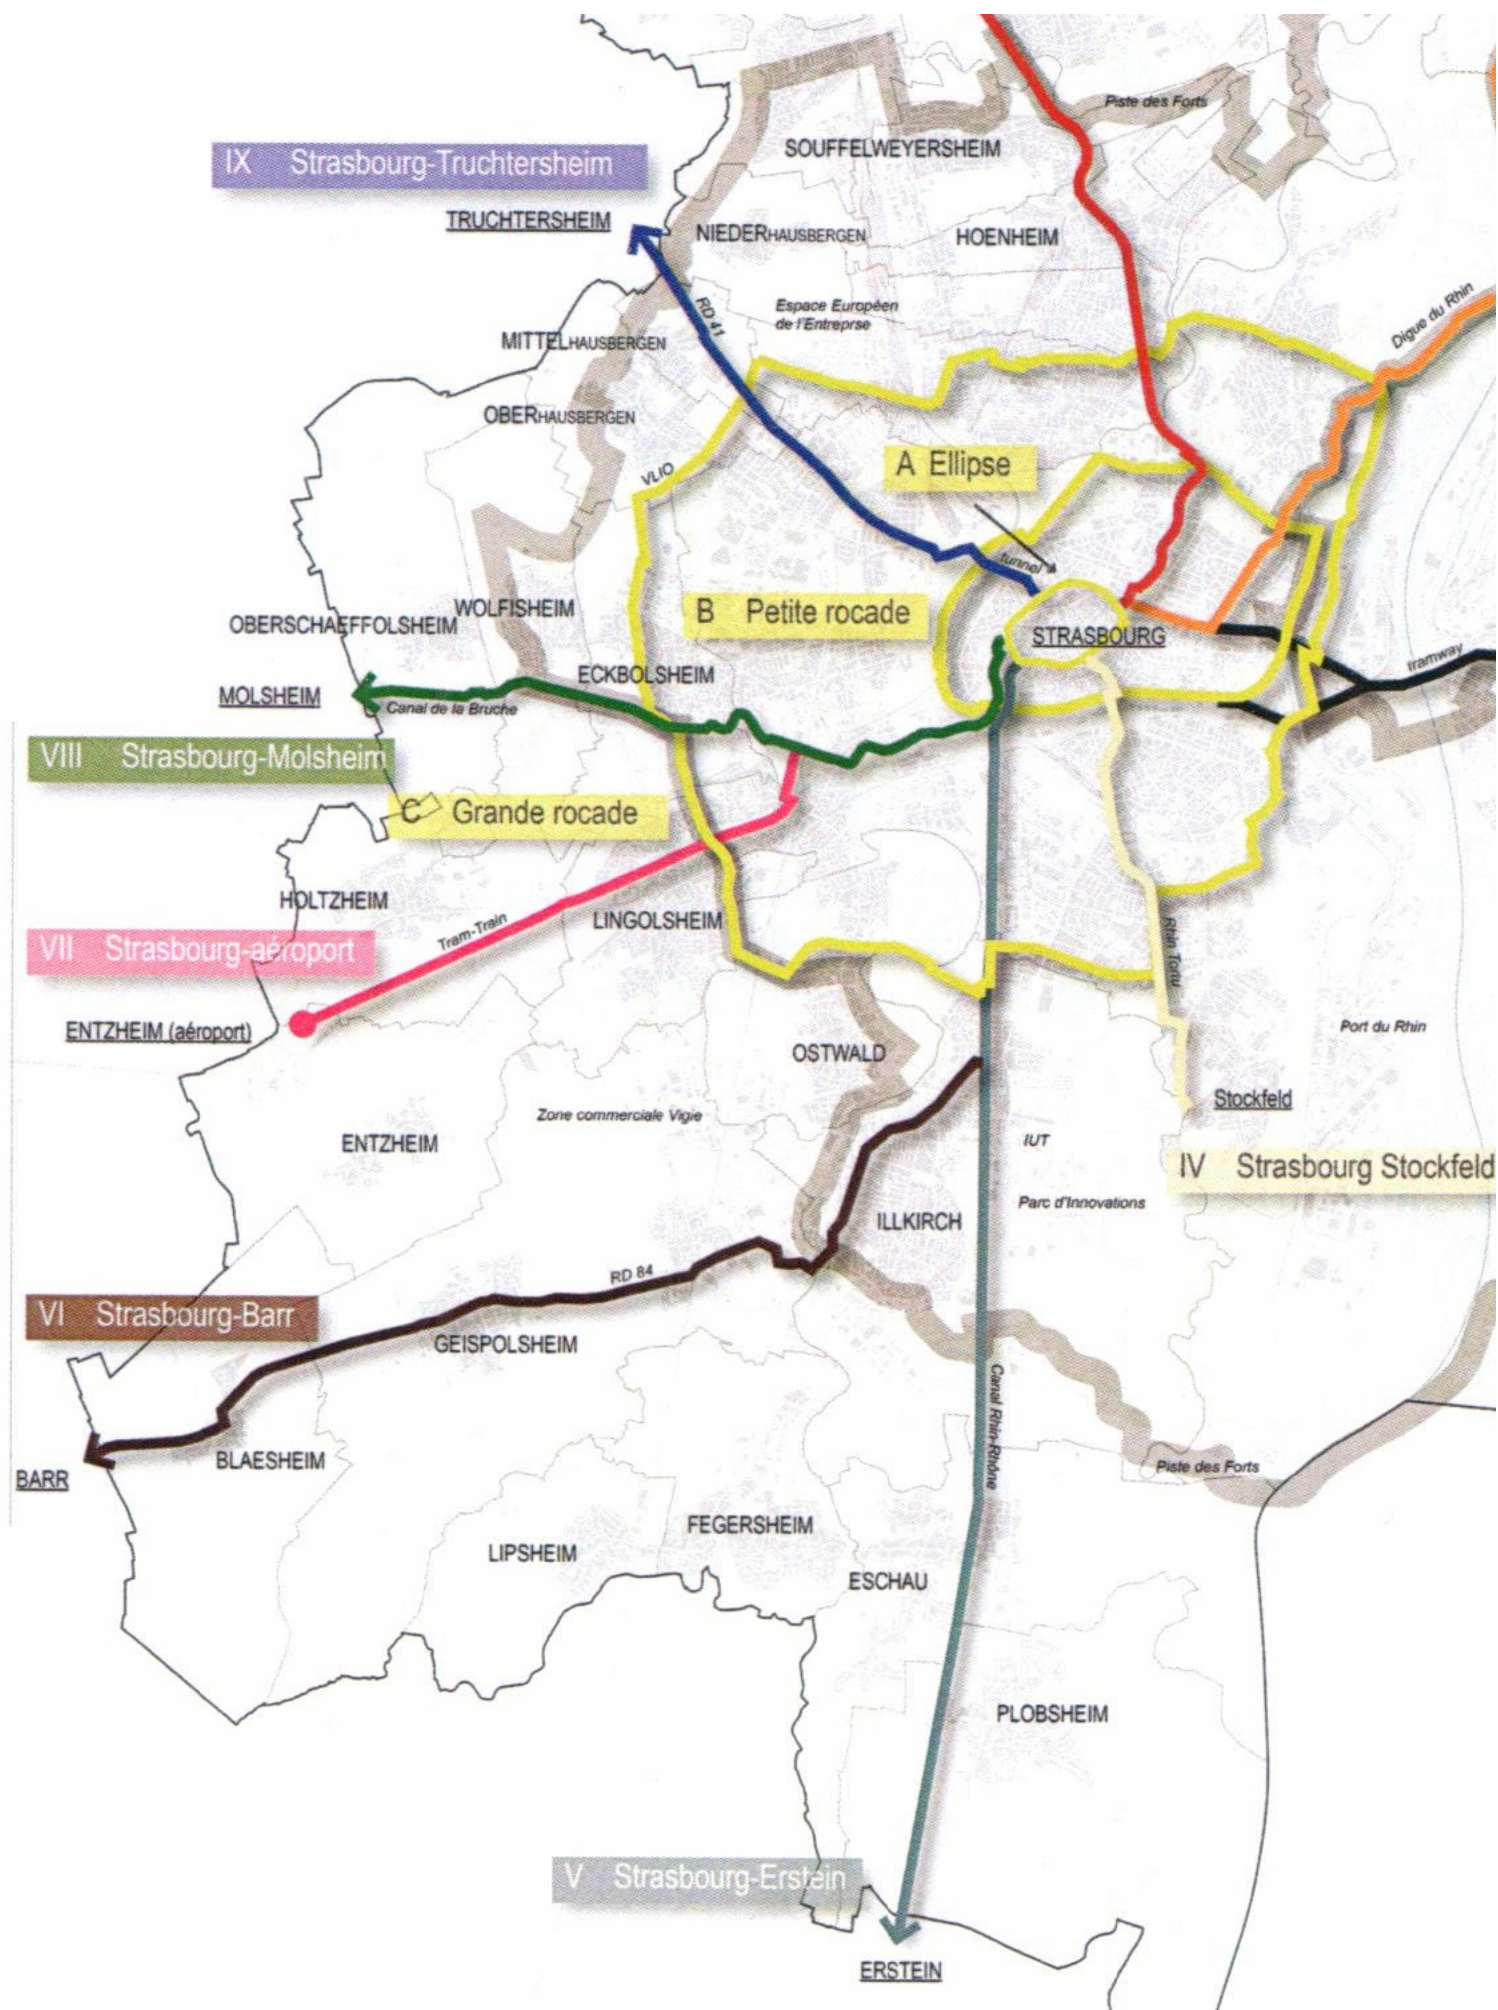 Piste des Forts
SOUFFELWEYERSHEIM
IX Strasbourg-Truchtersheim
TRUCHTERSHEIM
NIEDERHAUSBERGEN
HOENHEIM
RD 41
Espace Européen
de l'Entreprse
Digue du Rhin
MITTELHAUSBERGEN
OBERHAUSBERGEN
VLIO
A Ellipse
tunnel
WOLFISHEIM
B Petite rocade
OBERSCHAEFFOLSHEIM
STRASBOURG
tramway
ECKBOLSHEIM
MOLSHEIM
Canal de la Bruche
VIII Strasbourg-Molsheim
C Grande rocade
HOLTZHEIM
LINGOLSHEIM
Tram-Train
VII Strasbourg-aéroport
Rhin Tortu
ENTZHEIM (aéroport)
Port du Rhin
OSTWALD
Stockfeld
Zone commerciale Vigie
ENTZHEIM
IUT
IV Strasbourg Stockfeld
Parc d'Innovations
ILLKIRCH
RD 84
VI Strasbourg-Barr
GEISPOLSHEIM
Canal Rhin-Rhône
BLAESHEIM
Piste des Forts
BARR
FEGERSHEIM
LIPSHEIM
ESCHAU
PLOBSHEIM
V Strasbourg-Erstein
ERSTEIN